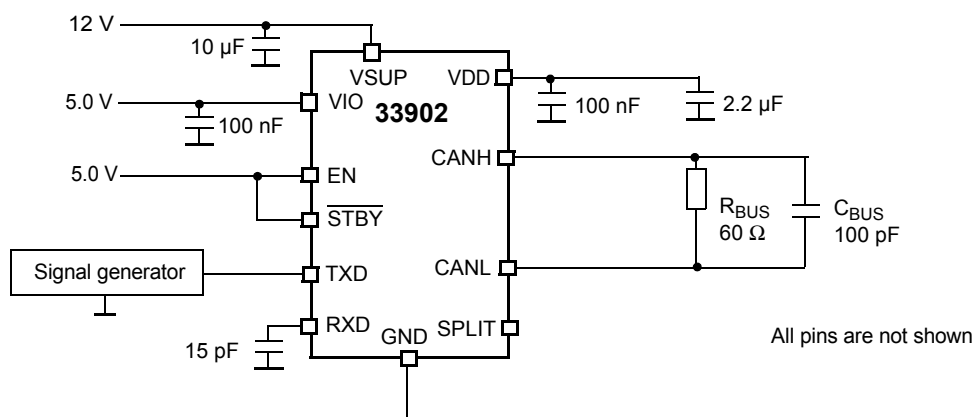 12 V
10 µF
VSUP
VDD
5.0 V
VIO
33902
100 nF
100 nF
2.2 µF
CANH
5.0 V
EN
STBY
RBUS
60 Ω
CBUS
100 pF
Signal generator
TXD
CANL
RXD
GND
SPLIT
15 pF
All pins are not shown